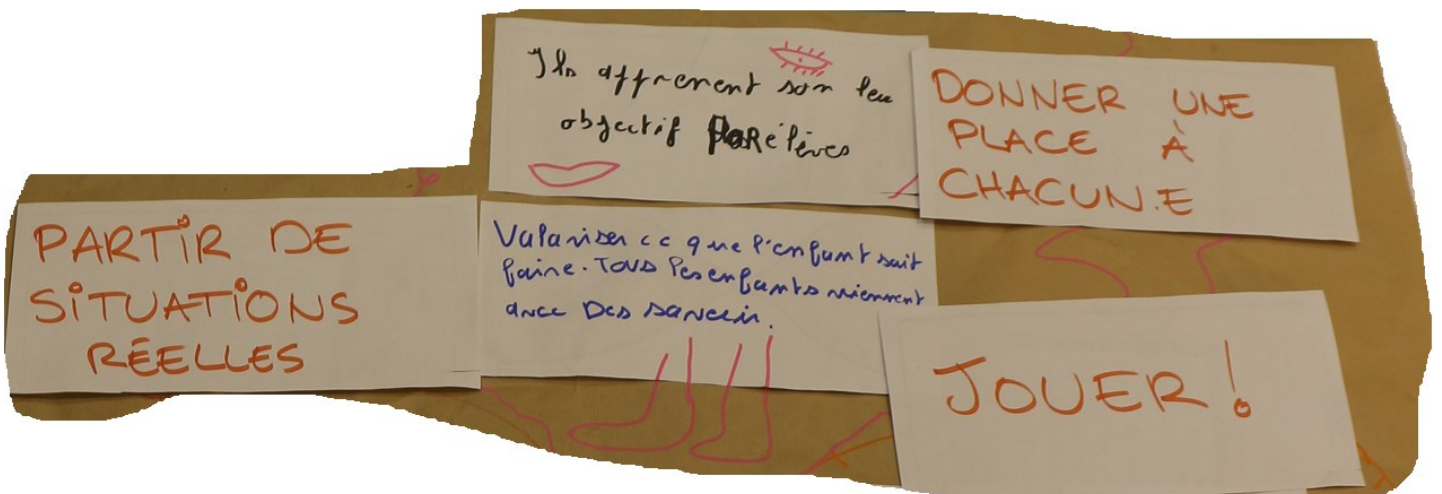 Ils apprenent son leu
objectif PAR élèves
DONNER UNE
PLACE À
CHACUN.E
PARTIR DE
SITUATIONS
RÉELLES
Valoriser ce que l'enfant sait
faire. TOUS les enfants viennent
avec Des savoir.
JOUER !